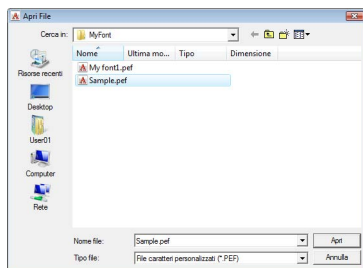 Apri File
Cerca in: MyFont
Nome Ultima mo... Tipo Dimensione
My font1.pef
Sample.pef
Risorse recenti
Desktop
User01
Computer
Rete
Nome file: Sample.pef Apri
Tipo file: File caratteri personalizzati (*.PEF) Annulla